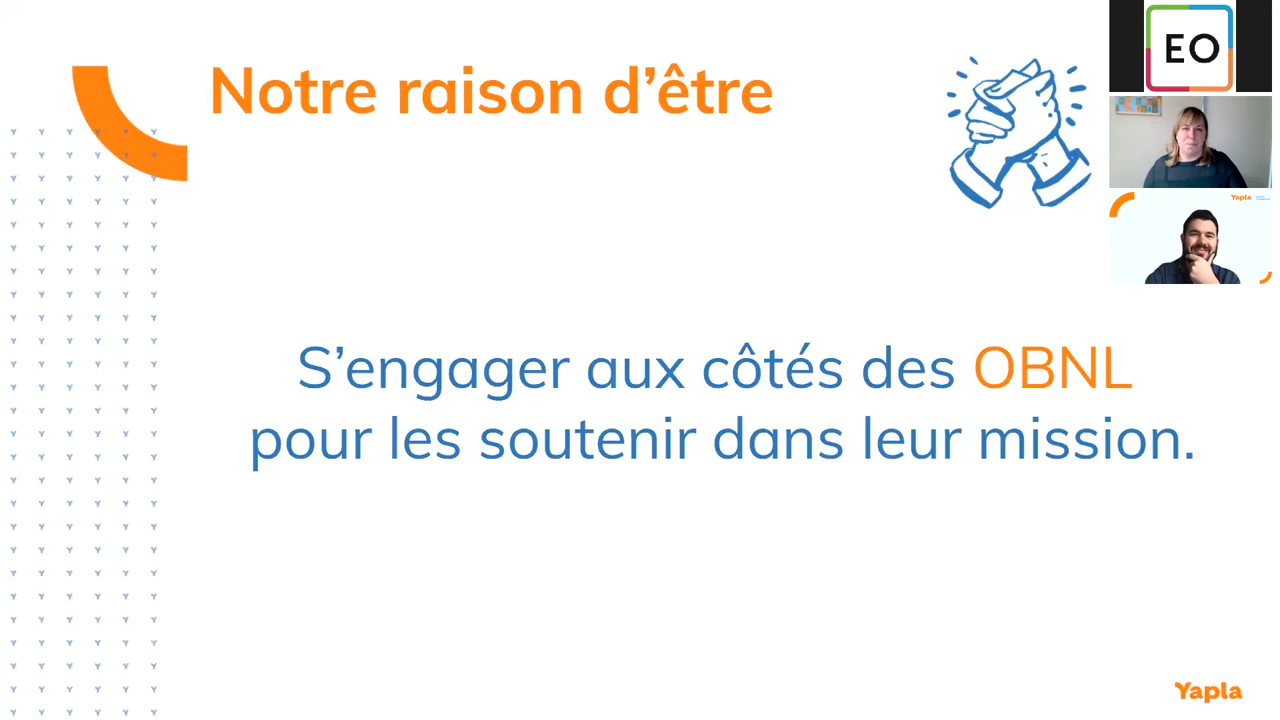 Notre raison d’être
EO
Yapla
S’engager aux côtés des OBNL
pour les soutenir dans leur mission.
Yapla